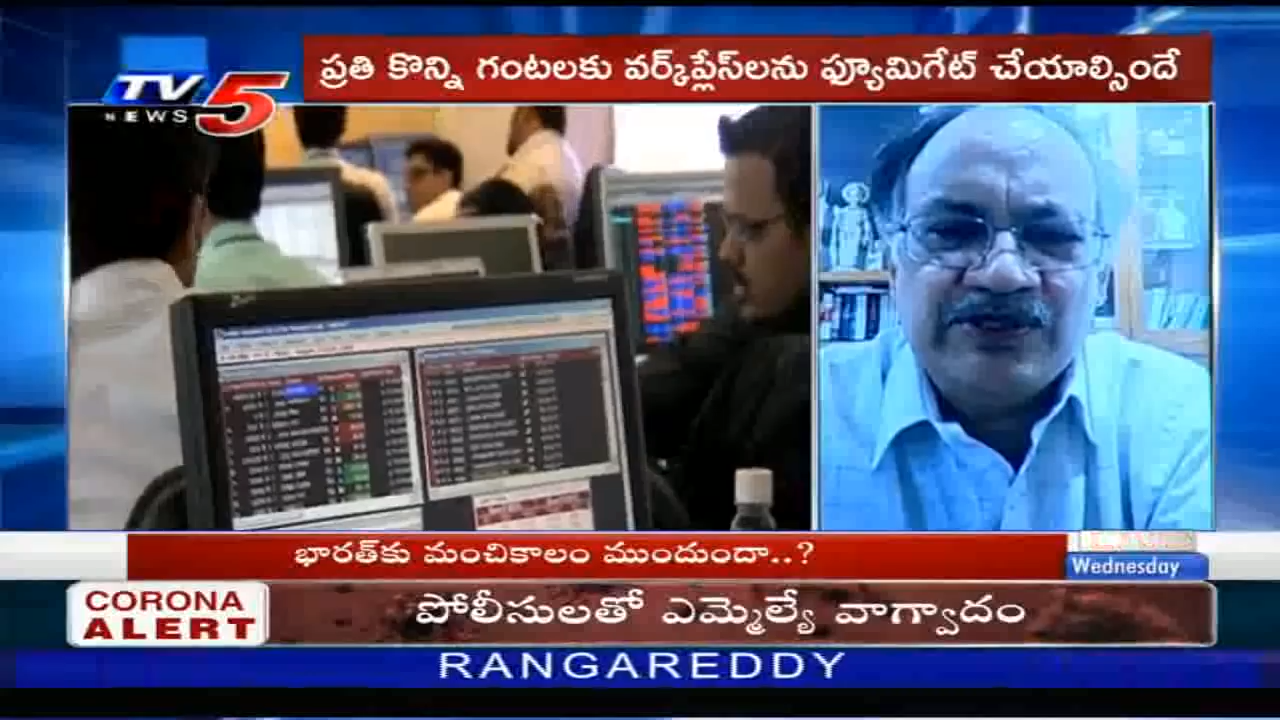 ప్రతి కొన్ని గంటలకు వర్క్‌ప్లేస్‌లను ఫ్యూమిగేట్ చేయాల్సిందే
TV5
NEWS
భారత్‌కు మంచికాలం ముందుందా..?
Wednesday
CORONA
ALERT
పోలీసులతో ఎమ్మెల్యే వాగ్వాదం
RANGAREDDY